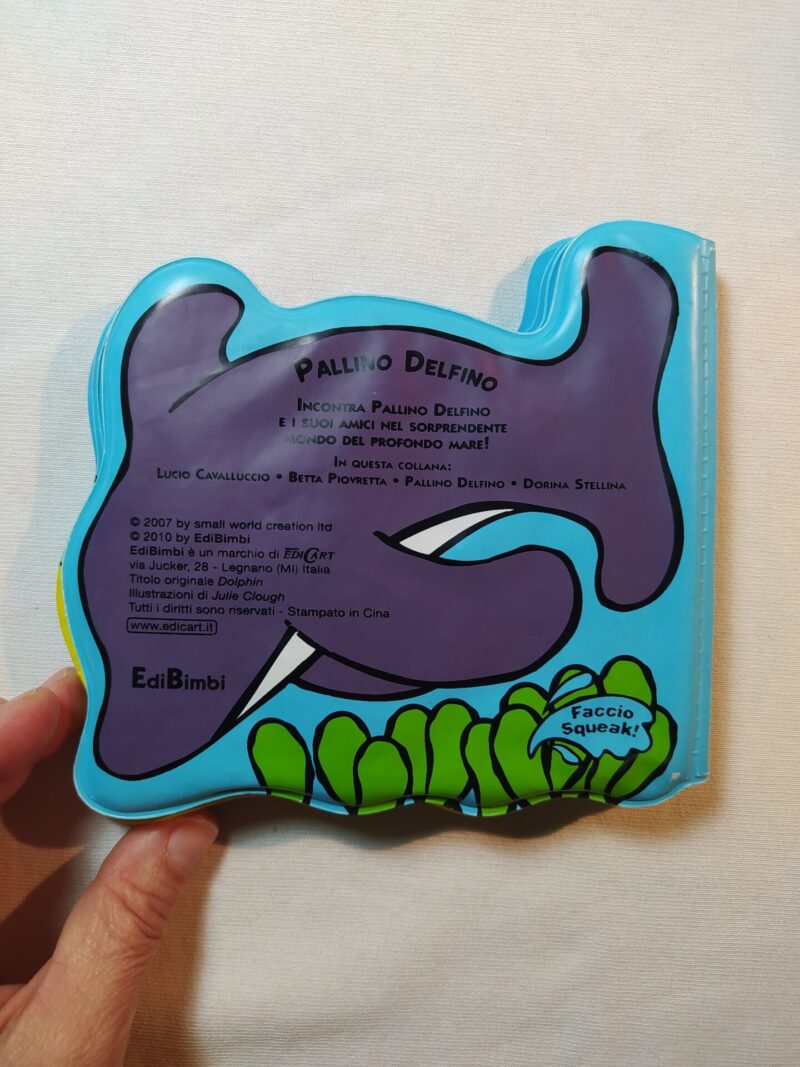 PALLINO DELFINO
INCONTRA PALLINO DELFINO
E I SUOI AMICI NEL SORPRENDENTE
MONDO DEL PROFONDO MARE!
IN QUESTA COLLANA:
LUCIO CAVALLUCCIO • BETTA PIOVRETTA • PALLINO DELFINO • DORINA STELLINA
© 2007 by small world creation ltd
© 2010 by EdiBimbi
EdiBimbi è un marchio di EDICART
via Jucker, 28 - Legnano (MI) Italia
Titolo originale Dolphin
Illustrazioni di Julie Clough
Tutti i diritti sono riservati - Stampato in Cina
www.edicart.it
EdiBimbi
Faccio
Squeak!